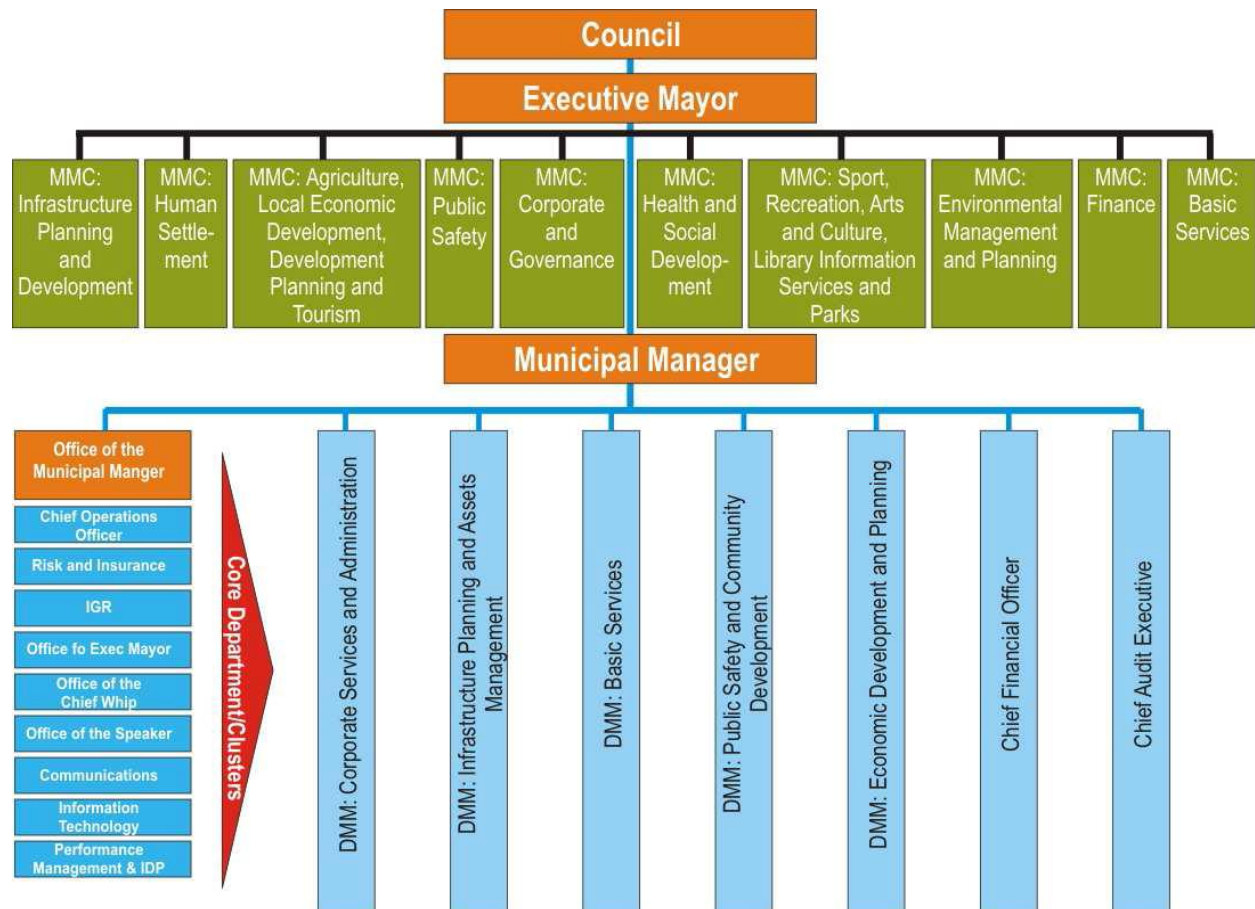 Council
Executive Mayor
MMC:
Infrastructure
Planning
and
Development
MMC:
Human
Settle-
ment
MMC: Agriculture,
Local Economic
Development,
Development
Planning and
Tourism
MMC:
Public
Safety
MMC:
Corporate
and
Governance
MMC:
Health and
Social
Develop-
ment
MMC: Sport,
Recreation, Arts
and Culture,
Library Information
Services and
Parks
MMC:
Environmental
Management
and Planning
MMC:
Finance
MMC:
Basic
Services
Municipal Manager
Office of the
Municipal Manger
Chief Operations
Officer
Risk and Insurance
IGR
Office fo Exec Mayor
Office of the
Chief Whip
Office of the Speaker
Communications
Information
Technology
Performance
Management & IDP
Core Department/Clusters
DMM: Corporate Services and Administration
DMM: Infrastructure Planning and Assets
Management
DMM: Basic Services
DMM: Public Safety and Community
Development
DMM: Economic Development and Planning
Chief Financial Officer
Chief Audit Executive